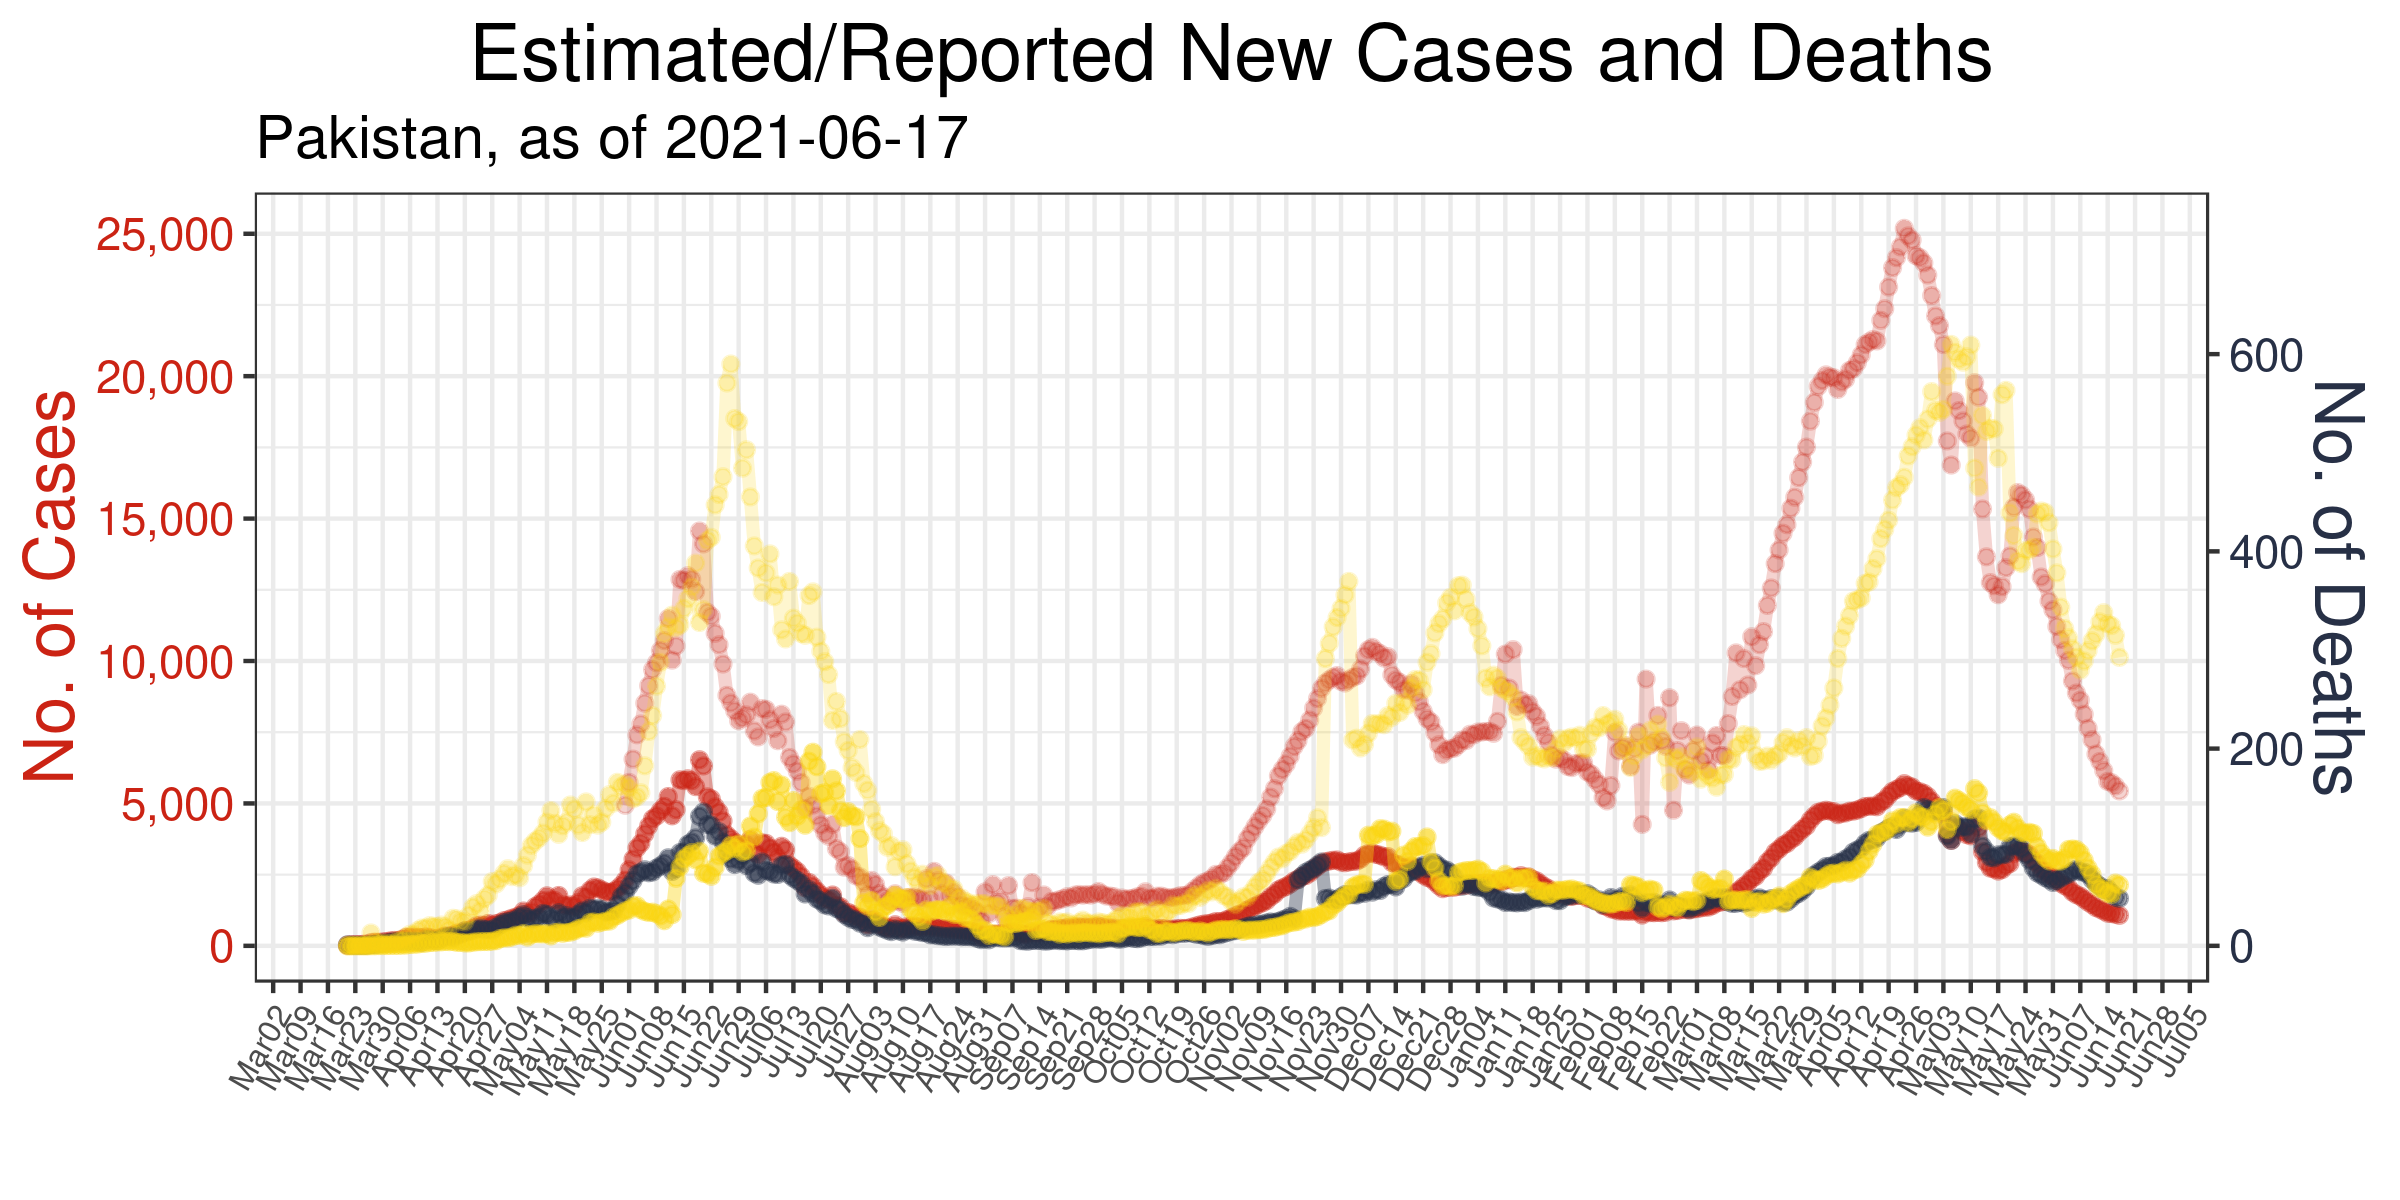 Estimated/Reported New Cases and Deaths
Pakistan, as of 2021-06-17
No. of Cases
25,000
20,000
15,000
10,000
5,000
0
600
400
200
0
No. of Deaths
Mar02
Mar09
Mar16
Mar23
Mar30
Apr06
Apr13
Apr20
Apr27
May04
May11
May18
May25
Jun01
Jun08
Jun15
Jun22
Jun29
Jul06
Jul13
Jul20
Jul27
Aug03
Aug10
Aug17
Aug24
Aug31
Sep07
Sep14
Sep21
Sep28
Oct05
Oct12
Oct19
Oct26
Nov02
Nov09
Nov16
Nov23
Nov30
Dec07
Dec14
Dec21
Dec28
Jan04
Jan11
Jan18
Jan25
Feb01
Feb08
Feb15
Feb22
Mar01
Mar08
Mar15
Mar22
Mar29
Apr05
Apr12
Apr19
Apr26
May03
May10
May17
May24
May31
Jun07
Jun14
Jun21
Jun28
Jul05